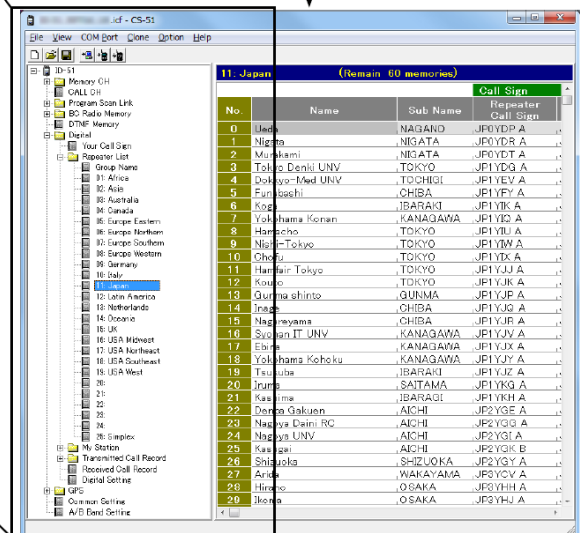 .icf - CS-51
File View COM Port Clone Option Help
ID-51
Memory CH
CALL CH
Program Scan Link
BC Radio Memory
DTMF Memory
Digital
Your Call Sign
Repeater List
Group Name
01: Africa
02: Asia
03: Australia
04: Canada
05: Europe Eastern
06: Europe Northern
07: Europe Southern
08: Europe Western
09: Germany
10: Italy
11: Japan
12: Latin America
13: Netherlands
14: Oceania
15: UK
16: USA Midwest
17: USA Northeast
18: USA Southeast
19: USA West
20:
21:
22:
23:
24:
25: Simplex
My Station
Transmitted Call Record
Received Call Record
Digital Setting
GPS
Common Setting
A/B Band Setting
11: Japan (Remain 60 memories)
Call Sign
No. Name Sub Name Repeater Call Sign
0 Ueda NAGANO JP0YDP A
1 Nigata NIGATA JP0YDR A
2 Murakami NIGATA JP0YDT A
3 Tokyo Denki UNV TOKYO JP1YDG A
4 Dokkyo-Med UNV TOCHIGI JP1YEV A
5 Funabashi CHIBA JP1YFY A
6 Koga IBARAKI JP1YIK A
7 Yokohama Konan KANAGAWA JP1YIQ A
8 Hamacho TOKYO JP1YIU A
9 Nishi-Tokyo TOKYO JP1YIW A
10 Chofu TOKYO JP1YIX A
11 Hamfair Tokyo TOKYO JP1YJJ A
12 Kouto TOKYO JP1YJK A
13 Gunma shinto GUNMA JP1YJP A
14 Inage CHIBA JP1YJQ A
15 Nagareyama CHIBA JP1YJR A
16 Syonan IT UNV KANAGAWA JP1YJV A
17 Ebina KANAGAWA JP1YJX A
18 Yokohama Kohoku KANAGAWA JP1YJY A
19 Tsukuba IBARAKI JP1YJZ A
20 Iruma SAITAMA JP1YKG A
21 Kashima IBARAGI JP1YKH A
22 Denpa Gakuen AICHI JP2YGE A
23 Nagoya Daini RC AICHI JP2YGG A
24 Nagoya UNV AICHI JP2YGI A
25 Kasugai AICHI JP2YGK B
26 Shizuoka SHIZUOKA JP2YGY A
27 Arida WAKAYAMA JP3YCV A
28 Hirano OSAKA JP3YHH A
29 Ikoma OSAKA JP3YHJ A